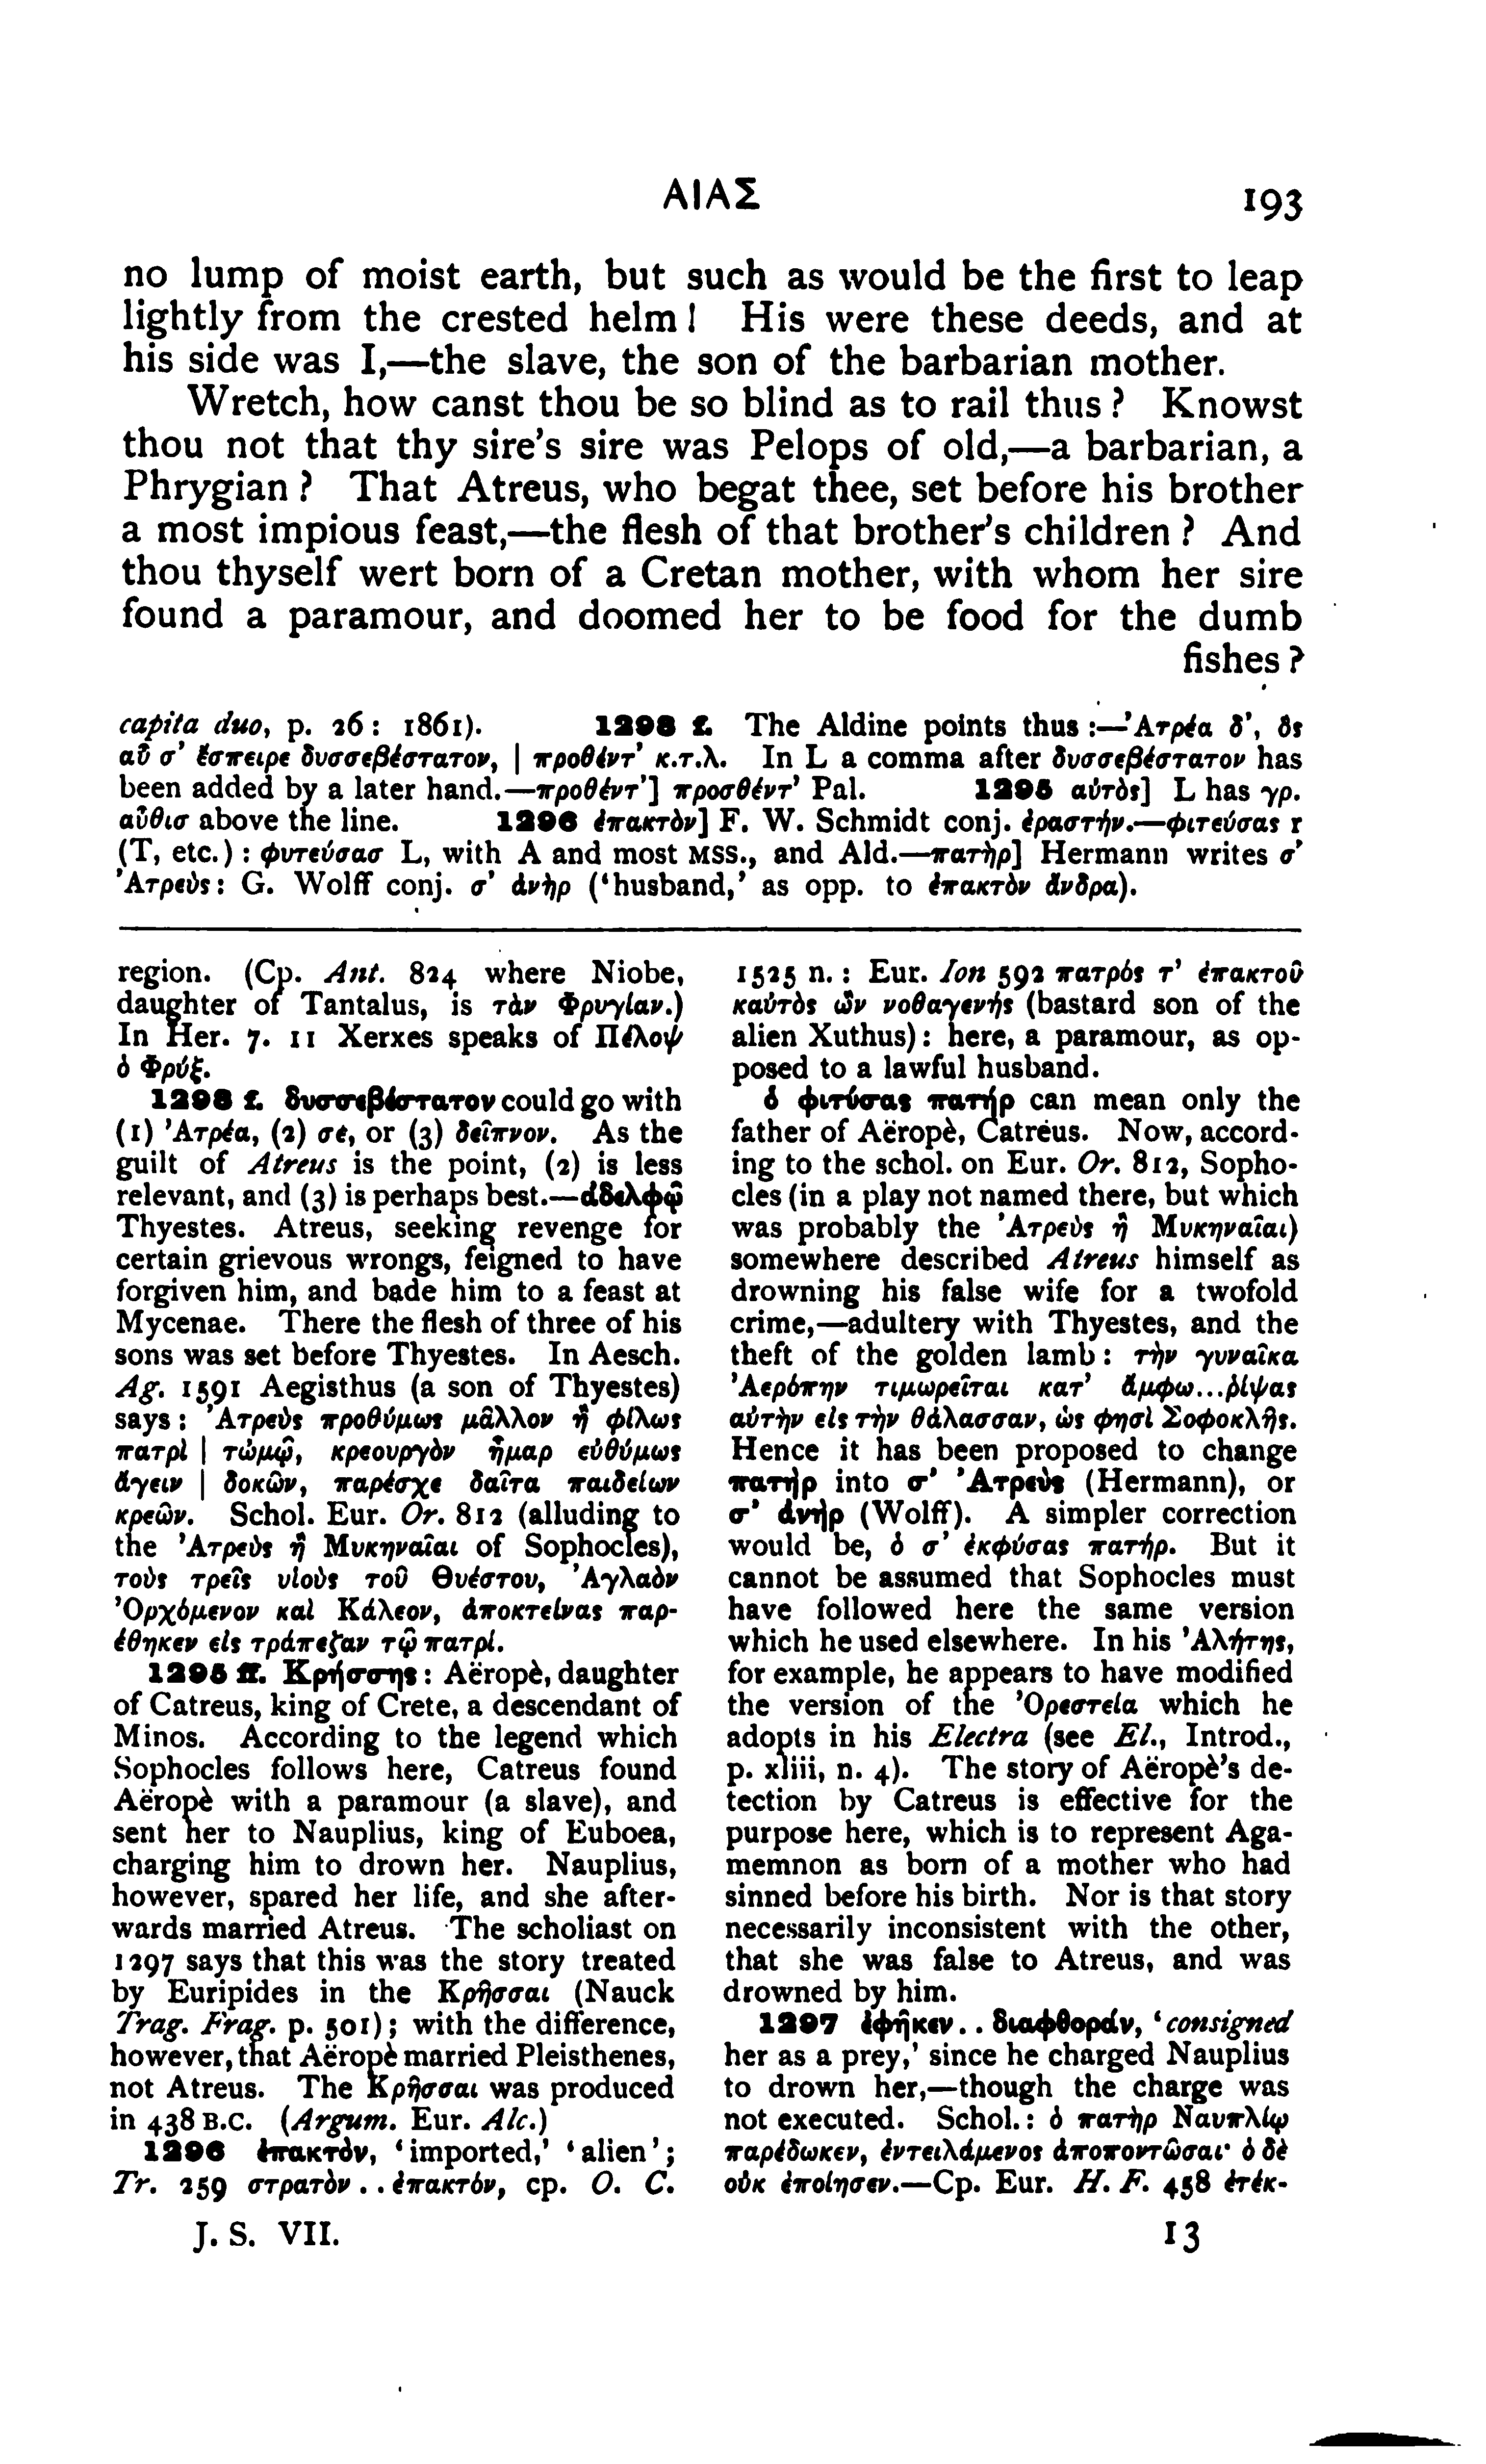 ΑΙΑΣ 193
no lump of moist earth, but such as would be the first to leap
lightly from the crested helm! His were these deeds, and at
his side was I,—the slave, the son of the barbarian mother.
Wretch, how canst thou be so blind as to rail thus? Knowst
thou not that thy sire's sire was Pelops of old,—a barbarian, a
Phrygian? That Atreus, who begat thee, set before his brother
a most impious feast,—the flesh of that brother's children? And
thou thyself wert born of a Cretan mother, with whom her sire
found a paramour, and doomed her to be food for the dumb
fishes?
capita duo, p. 26: 1861). 1293 f. The Aldine points thus:—Ἀτρέα δ', ὃς
αὖ σ' ἔσπειρε δυσσεβέστατον, | προθέντ' κ.τ.λ. In L a comma after δυσσεβέστατον has
been added by a later hand.—προθέντ'] προσθέντ' Pal. 1295 αὐτὸς] L has γρ.
αὖθισ above the line. 1296 ἐπακτὸν] F. W. Schmidt conj. ἐραστήν.—φιτεύσας r
(T, etc.): φυτεύσασ L, with A and most MSS., and Ald.—πατὴρ] Hermann writes σ'
Ἀτρεὺς: G. Wolff conj. σ' ἀνὴρ ('husband,' as opp. to ἐπακτὸν ἄνδρα).
region. (Cp. Ant. 824 where Niobe,
daughter of Tantalus, is τὰν Φρυγίαν.)
In Her. 7. 11 Xerxes speaks of Πέλοψ
ὁ Φρύξ.
1293 f. δυσσεβέστατον could go with
(1) Ἀτρέα, (2) σέ, or (3) δεῖπνον. As the
guilt of Atreus is the point, (2) is less
relevant, and (3) is perhaps best.—ἀδελφῷ
Thyestes. Atreus, seeking revenge for
certain grievous wrongs, feigned to have
forgiven him, and bade him to a feast at
Mycenae. There the flesh of three of his
sons was set before Thyestes. In Aesch.
Ag. 1591 Aegisthus (a son of Thyestes)
says: Ἀτρεὺς προθύμως μᾶλλον ἢ φίλως
πατρὶ | τὠμῷ, κρεουργὸν ἦμαρ εὐθύμως
ἄγειν | δοκῶν, παρέσχε δαῖτα παιδείων
κρεῶν. Schol. Eur. Or. 812 (alluding to
the Ἀτρεὺς ἢ Μυκηναῖαι of Sophocles),
τοὺς τρεῖς υἱοὺς τοῦ Θυέστου, Ἀγλαὸν
Ὀρχόμενον καὶ Κάλεον, ἀποκτείνας παρ-
έθηκεν εἰς τράπεζαν τῷ πατρί.
1295 ff. Κρήσσης: Aëropè, daughter
of Catreus, king of Crete, a descendant of
Minos. According to the legend which
Sophocles follows here, Catreus found
Aëropè with a paramour (a slave), and
sent her to Nauplius, king of Euboea,
charging him to drown her. Nauplius,
however, spared her life, and she after-
wards married Atreus. The scholiast on
1297 says that this was the story treated
by Euripides in the Κρῆσσαι (Nauck
Trag. Frag. p. 501); with the difference,
however, that Aëropè married Pleisthenes,
not Atreus. The Κρῆσσαι was produced
in 438 B.C. (Argum. Eur. Alc.)
1296 ἐπακτὸν, 'imported,' 'alien';
Tr. 259 στρατὸν .. ἐπακτόν, cp. O. C.
1525 n.: Eur. Ion 592 πατρός τ' ἐπακτοῦ
καὐτὸς ὢν νοθαγενής (bastard son of the
alien Xuthus): here, a paramour, as op-
posed to a lawful husband.
ὁ φιτύσας πατήρ can mean only the
father of Aëropè, Catreus. Now, accord-
ing to the schol. on Eur. Or. 812, Sopho-
cles (in a play not named there, but which
was probably the Ἀτρεὺς ἢ Μυκηναῖαι)
somewhere described Atreus himself as
drowning his false wife for a twofold
crime,—adultery with Thyestes, and the
theft of the golden lamb: τὴν γυναῖκα
Ἀερόπην τιμωρεῖται κατ' ἄμφω...ῥίψας
αὐτὴν εἰς τὴν θάλασσαν, ὥς φησὶ Σοφοκλῆς.
Hence it has been proposed to change
πατήρ into σ' Ἀτρεὺς (Hermann), or
σ' ἀνήρ (Wolff). A simpler correction
would be, ὁ σ' ἐκφύσας πατήρ. But it
cannot be assumed that Sophocles must
have followed here the same version
which he used elsewhere. In his Ἀλήτης,
for example, he appears to have modified
the version of the Ὀρεστεία which he
adopts in his Electra (see El., Introd.,
p. xliii, n. 4). The story of Aëropè's de-
tection by Catreus is effective for the
purpose here, which is to represent Aga-
memnon as born of a mother who had
sinned before his birth. Nor is that story
necessarily inconsistent with the other,
that she was false to Atreus, and was
drowned by him.
1297 ἐφῆκεν .. διαφθοράν, 'consigned
her as a prey,' since he charged Nauplius
to drown her,—though the charge was
not executed. Schol.: ὁ πατὴρ Ναυπλίῳ
παρέδωκεν, ἐντειλάμενος ἀποποντῶσαι· ὁ δὲ
οὐκ ἐποίησεν.—Cp. Eur. H. F. 458 ἐτέκ-
J. S. VII. 13